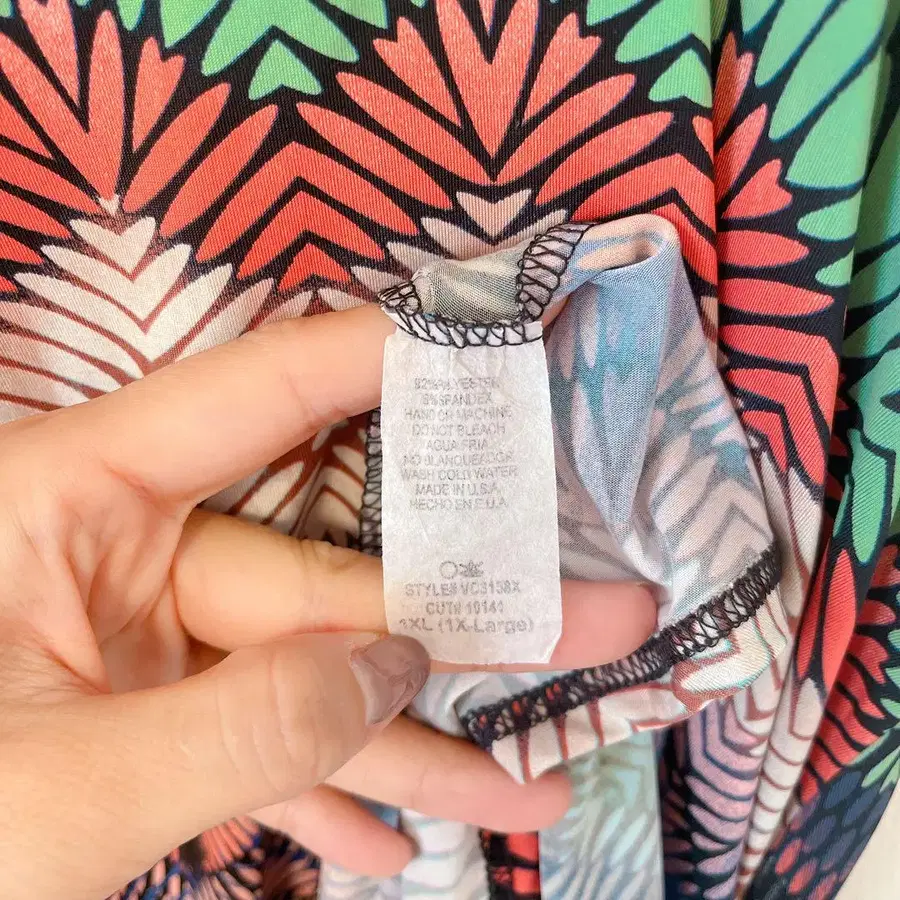 92% POLYESTER
8% SPANDEX
HAND OR MACHINE
DO NOT BLEACH
AGUA FRIA
NO BLANQUEADOR
WASH COLD WATER
MADE IN U.S.A.
HECHO EN E.U.A.
STYLE# VC3138X
CUT# 10141
1XL (1X-Large)